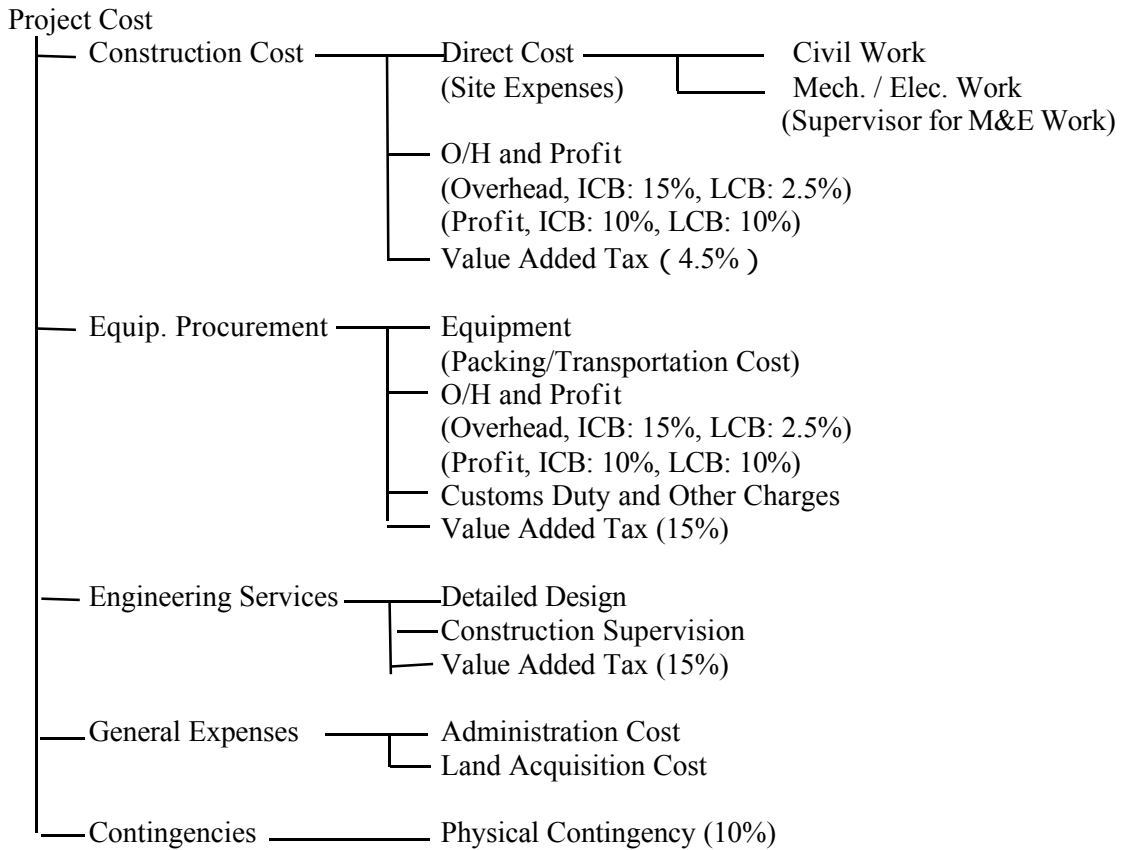 Project Cost
Construction Cost Direct Cost Civil Work
(Site Expenses) Mech. / Elec. Work
(Supervisor for M&E Work)
O/H and Profit
(Overhead, ICB: 15%, LCB: 2.5%)
(Profit, ICB: 10%, LCB: 10%)
Value Added Tax ( 4.5% )
Equip. Procurement Equipment
(Packing/Transportation Cost)
O/H and Profit
(Overhead, ICB: 15%, LCB: 2.5%)
(Profit, ICB: 10%, LCB: 10%)
Customs Duty and Other Charges
Value Added Tax (15%)
Engineering Services Detailed Design
Construction Supervision
Value Added Tax (15%)
General Expenses Administration Cost
Land Acquisition Cost
Contingencies Physical Contingency (10%)